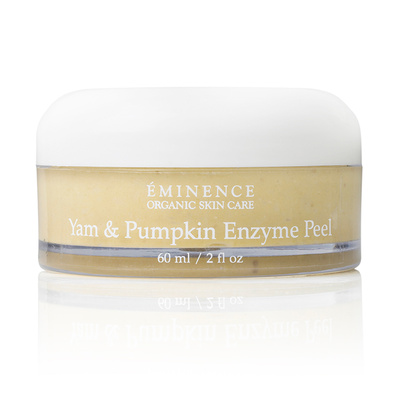 ÉMINENCE
ORGANIC SKIN CARE
Yam & Pumpkin Enzyme Peel
60 ml / 2 fl oz